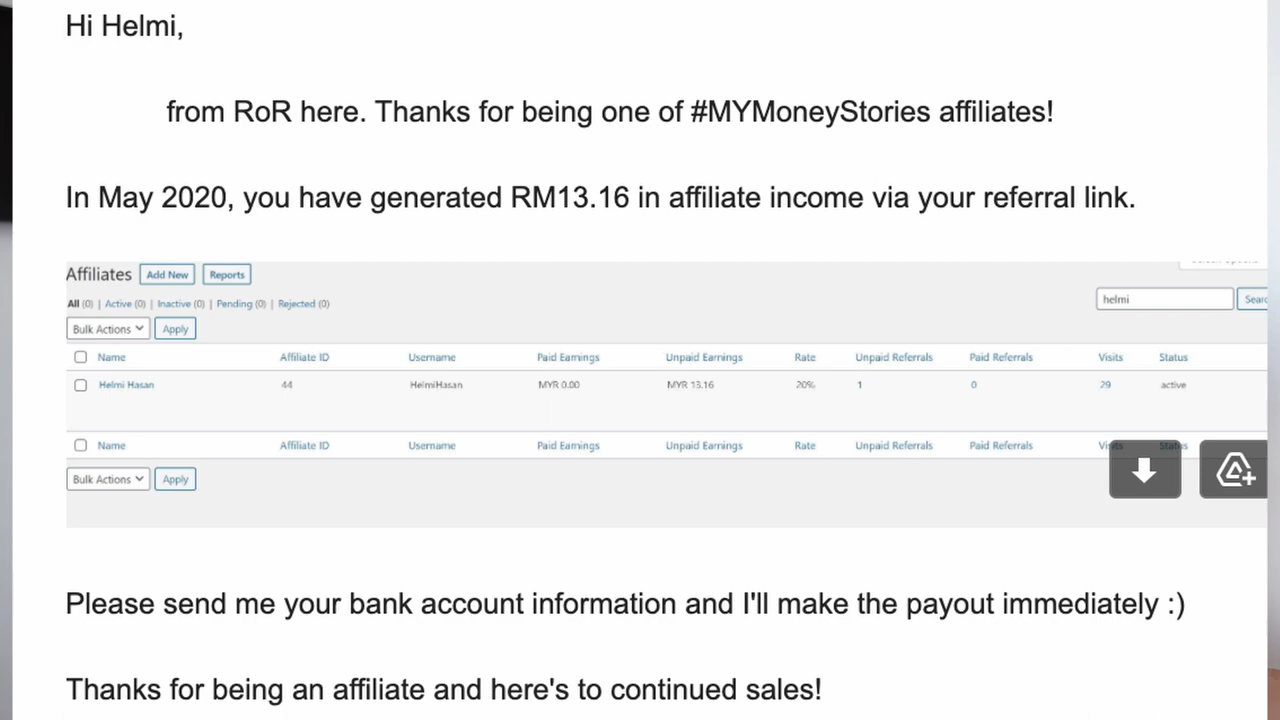 Hi Helmi,
from RoR here. Thanks for being one of #MYMoneyStories affiliates!
In May 2020, you have generated RM13.16 in affiliate income via your referral link.
Affiliates Add New Reports
All (0) | Active (0) | Inactive (0) | Pending (0) | Rejected (0)
helmi
Bulk Actions Apply
Name Affiliate ID Username Paid Earnings Unpaid Earnings Rate Unpaid Referrals Paid Referrals Visits Status
Helmi Hasan 44 HelmiHasan MYR 0.00 MYR 13.16 20% 1 0 29 active
Name Affiliate ID Username Paid Earnings Unpaid Earnings Rate Unpaid Referrals Paid Referrals Visits Status
Bulk Actions Apply
Please send me your bank account information and I'll make the payout immediately :)
Thanks for being an affiliate and here's to continued sales!